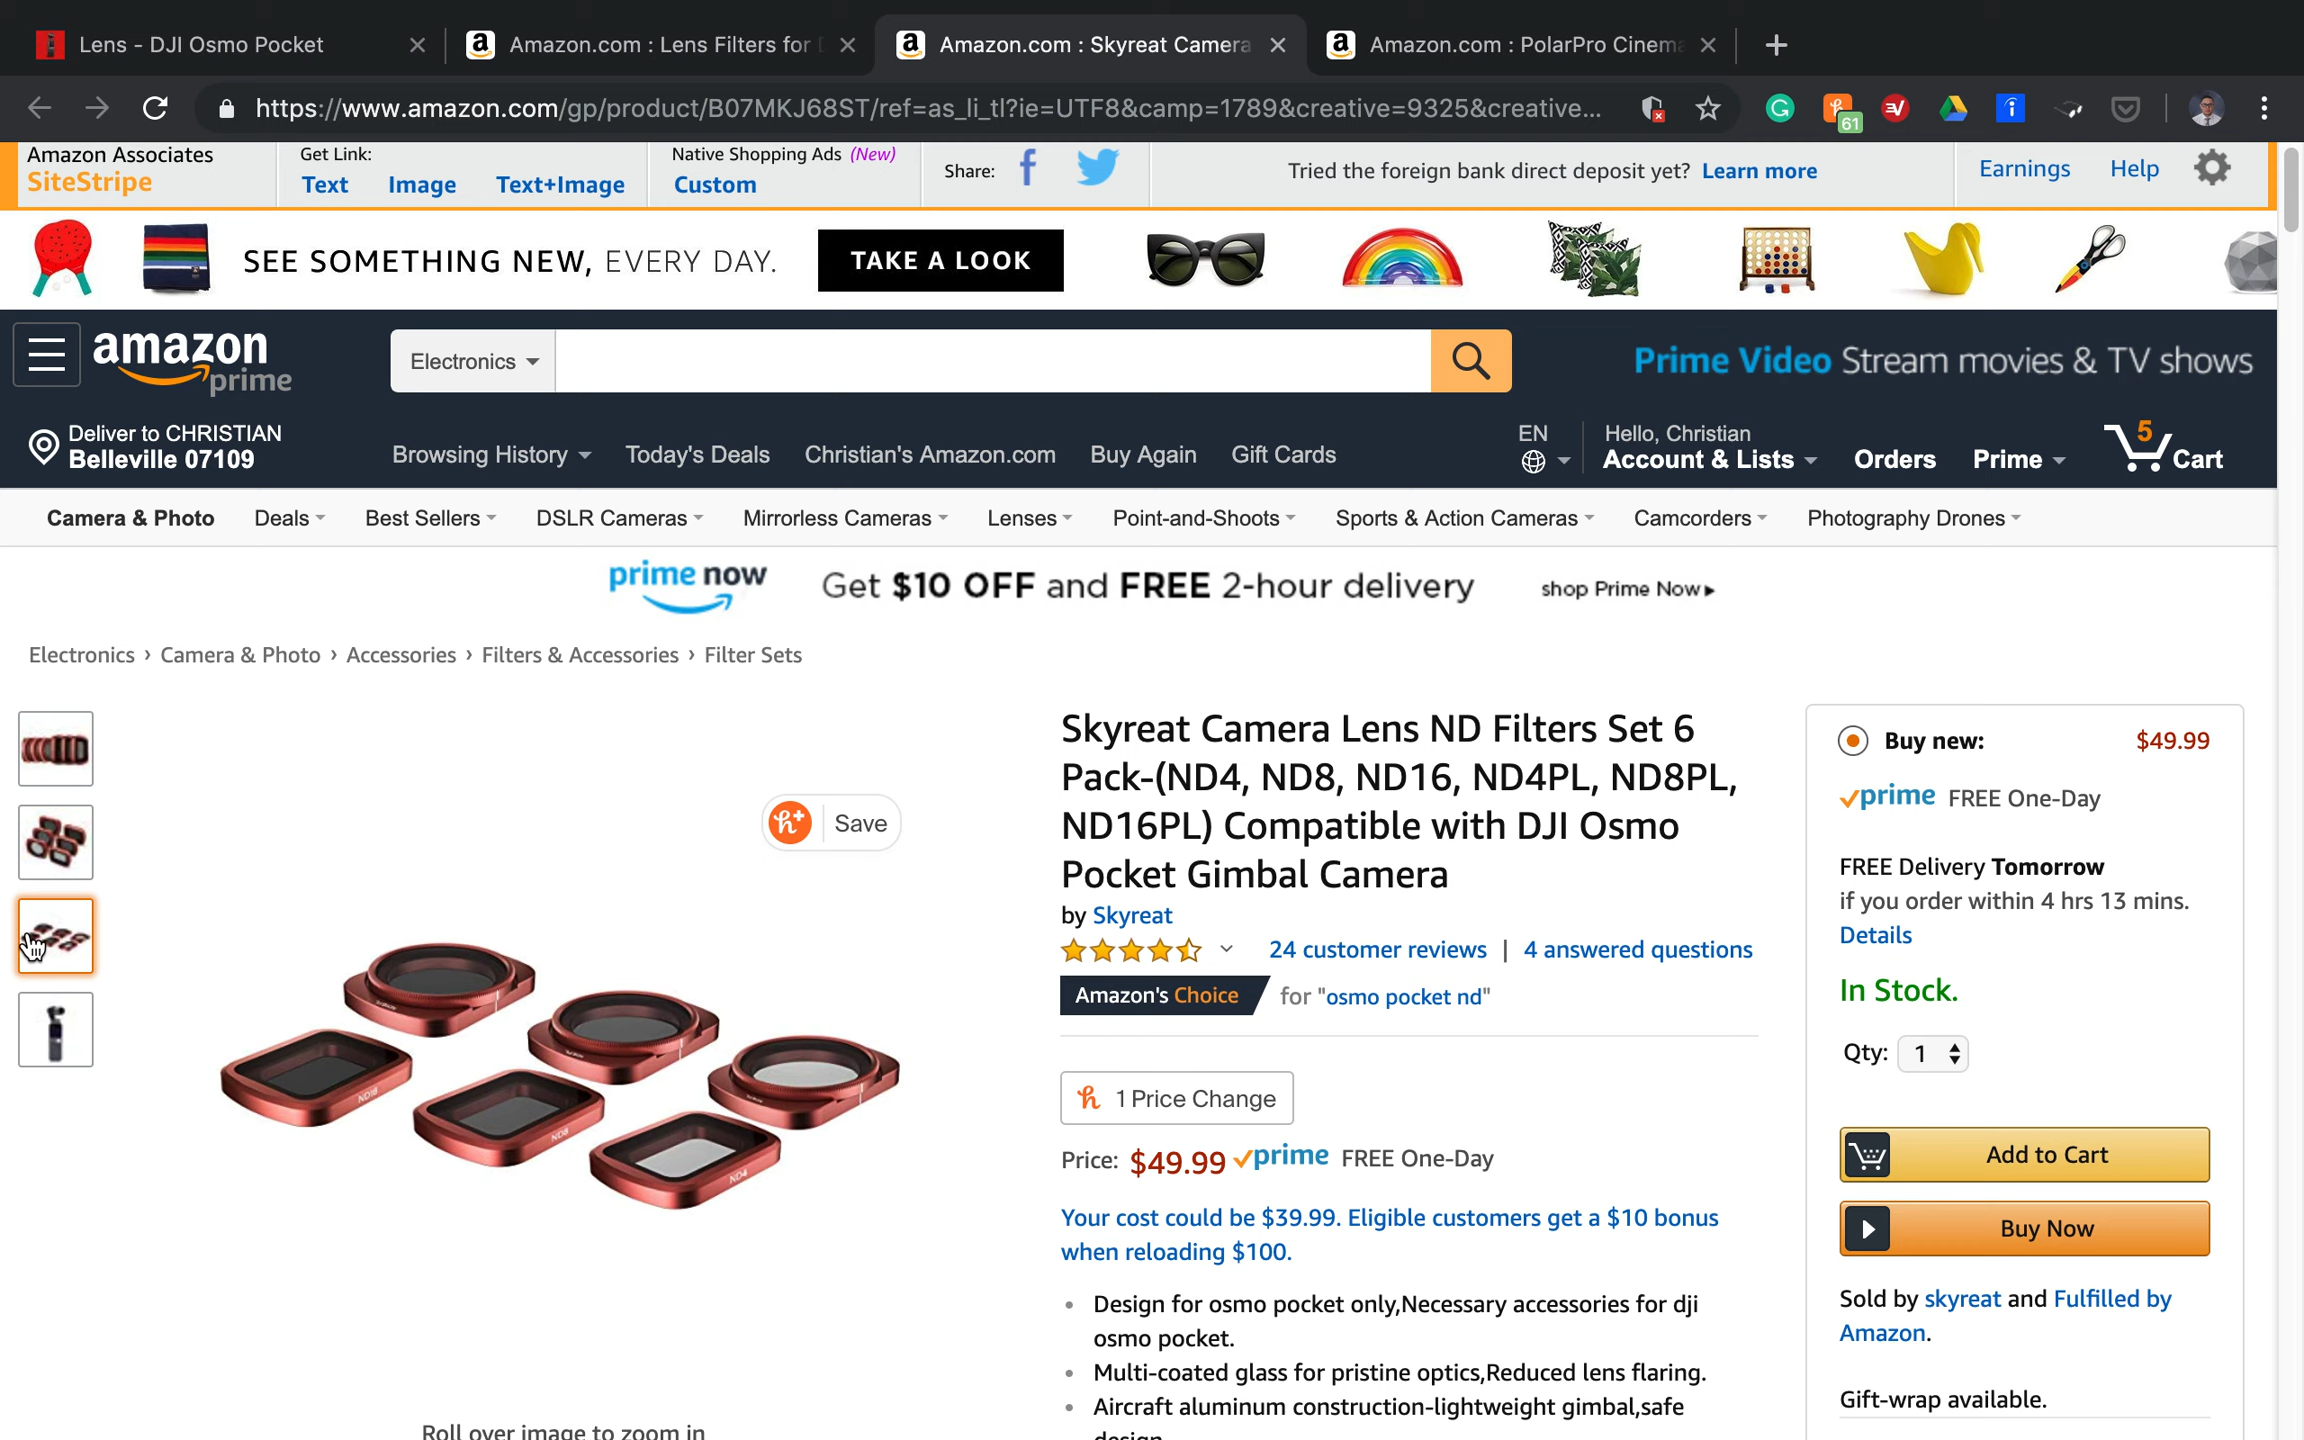 Lens - DJI Osmo Pocket
Amazon.com : Lens Filters for
Amazon.com : Skyreat Camera
Amazon.com : PolarPro Cinema
https://www.amazon.com/gp/product/B07MKJ68ST/ref=as_li_tl?ie=UTF8&camp=1789&creative=9325&creative...
61
Amazon Associates
SiteStripe
Get Link:
Text Image Text+Image
Native Shopping Ads (New)
Custom
Share:
Tried the foreign bank direct deposit yet? Learn more
Earnings Help
SEE SOMETHING NEW, EVERY DAY. TAKE A LOOK
amazon prime
Electronics
Prime Video Stream movies & TV shows
Deliver to CHRISTIAN
Belleville 07109
Browsing History Today's Deals Christian's Amazon.com Buy Again Gift Cards
EN
Hello, Christian
Account & Lists
Orders Prime
5
Cart
Camera & Photo Deals Best Sellers DSLR Cameras Mirrorless Cameras Lenses Point-and-Shoots Sports & Action Cameras Camcorders Photography Drones
prime now Get $10 OFF and FREE 2-hour delivery shop Prime Now
Electronics › Camera & Photo › Accessories › Filters & Accessories › Filter Sets
Save
ND16
ND8
ND4
Roll over image to zoom in
Skyreat Camera Lens ND Filters Set 6
Pack-(ND4, ND8, ND16, ND4PL, ND8PL,
ND16PL) Compatible with DJI Osmo
Pocket Gimbal Camera
by Skyreat
24 customer reviews | 4 answered questions
Amazon's Choice for "osmo pocket nd"
1 Price Change
Price: $49.99 prime FREE One-Day
Your cost could be $39.99. Eligible customers get a $10 bonus
when reloading $100.
• Design for osmo pocket only,Necessary accessories for dji
osmo pocket.
• Multi-coated glass for pristine optics,Reduced lens flaring.
• Aircraft aluminum construction-lightweight gimbal,safe
design
Buy new: $49.99
prime FREE One-Day
FREE Delivery Tomorrow
if you order within 4 hrs 13 mins.
Details
In Stock.
Qty: 1
Add to Cart
Buy Now
Sold by skyreat and Fulfilled by
Amazon.
Gift-wrap available.